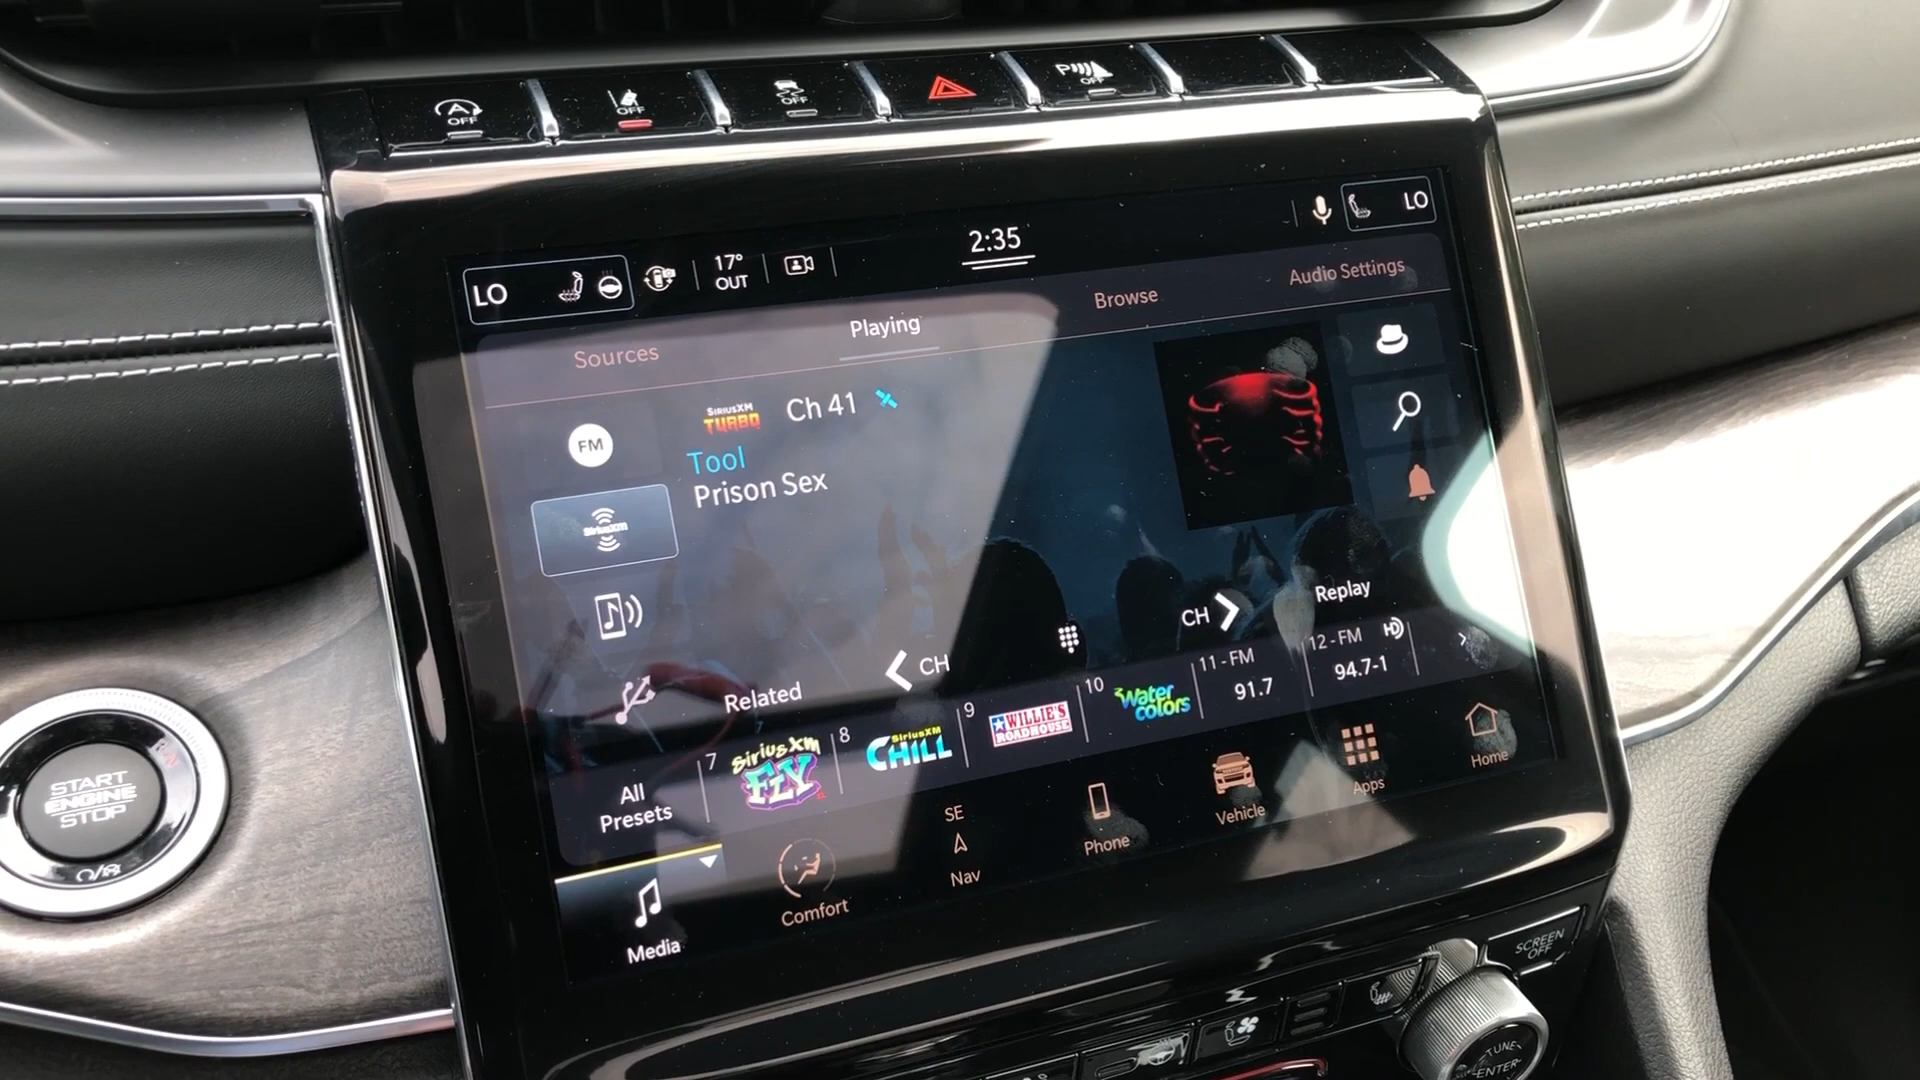 A OFF
OFF
OFF
P OFF
LO
17°
OUT
2:35
LO
Sources
Playing
Browse
Audio Settings
FM
SiriusXM
TURBO
Ch 41
Tool
Prison Sex
SiriusXM
Related
CH
CH
Replay
All
Presets
7
SiriusXM
FLY
8
SiriusXM
CHILL
9
WILLIE'S
ROADHOUSE
10
Water
colors
11 - FM
91.7
12 - FM HD
94.7-1
Media
Comfort
SE
Nav
Phone
Vehicle
Apps
Home
RUN
START
ENGINE
STOP
SCREEN
OFF
TUNE
ENTER